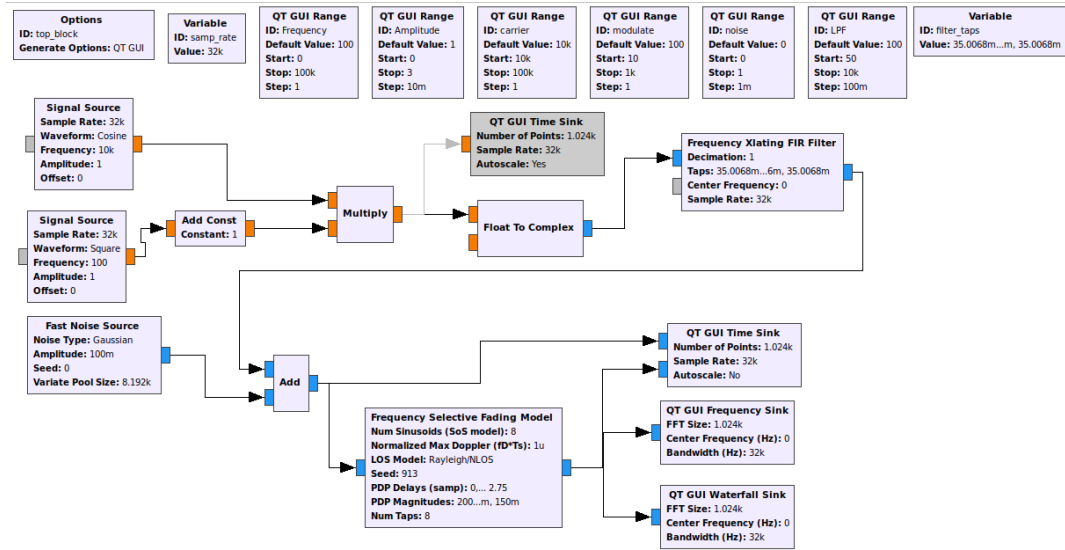 Options
ID: top_block
Generate Options: QT GUI
Variable
ID: samp_rate
Value: 32k
QT GUI Range
ID: Frequency
Default Value: 100
Start: 0
Stop: 100k
Step: 1
QT GUI Range
ID: Amplitude
Default Value: 1
Start: 0
Stop: 3
Step: 10m
QT GUI Range
ID: carrier
Default Value: 10k
Start: 10k
Stop: 100k
Step: 1
QT GUI Range
ID: modulate
Default Value: 100
Start: 10
Stop: 1k
Step: 1
QT GUI Range
ID: noise
Default Value: 0
Start: 0
Stop: 1
Step: 1m
QT GUI Range
ID: LPF
Default Value: 100
Start: 50
Stop: 10k
Step: 100m
Variable
ID: filter_taps
Value: 35.0068m...m, 35.0068m
Signal Source
Sample Rate: 32k
Waveform: Cosine
Frequency: 10k
Amplitude: 1
Offset: 0
QT GUI Time Sink
Number of Points: 1.024k
Sample Rate: 32k
Autoscale: Yes
Frequency Xlating FIR Filter
Decimation: 1
Taps: 35.0068m...6m, 35.0068m
Center Frequency: 0
Sample Rate: 32k
Signal Source
Sample Rate: 32k
Waveform: Square
Frequency: 100
Amplitude: 1
Offset: 0
Add Const
Constant: 1
Multiply
Float To Complex
Fast Noise Source
Noise Type: Gaussian
Amplitude: 100m
Seed: 0
Variate Pool Size: 8.192k
Add
QT GUI Time Sink
Number of Points: 1.024k
Sample Rate: 32k
Autoscale: No
Frequency Selective Fading Model
Num Sinusoids (SoS model): 8
Normalized Max Doppler (fD*Ts): 1u
LOS Model: Rayleigh/NLOS
Seed: 913
PDP Delays (samp): 0,... 2.75
PDP Magnitudes: 200...m, 150m
Num Taps: 8
QT GUI Frequency Sink
FFT Size: 1.024k
Center Frequency (Hz): 0
Bandwidth (Hz): 32k
QT GUI Waterfall Sink
FFT Size: 1.024k
Center Frequency (Hz): 0
Bandwidth (Hz): 32k